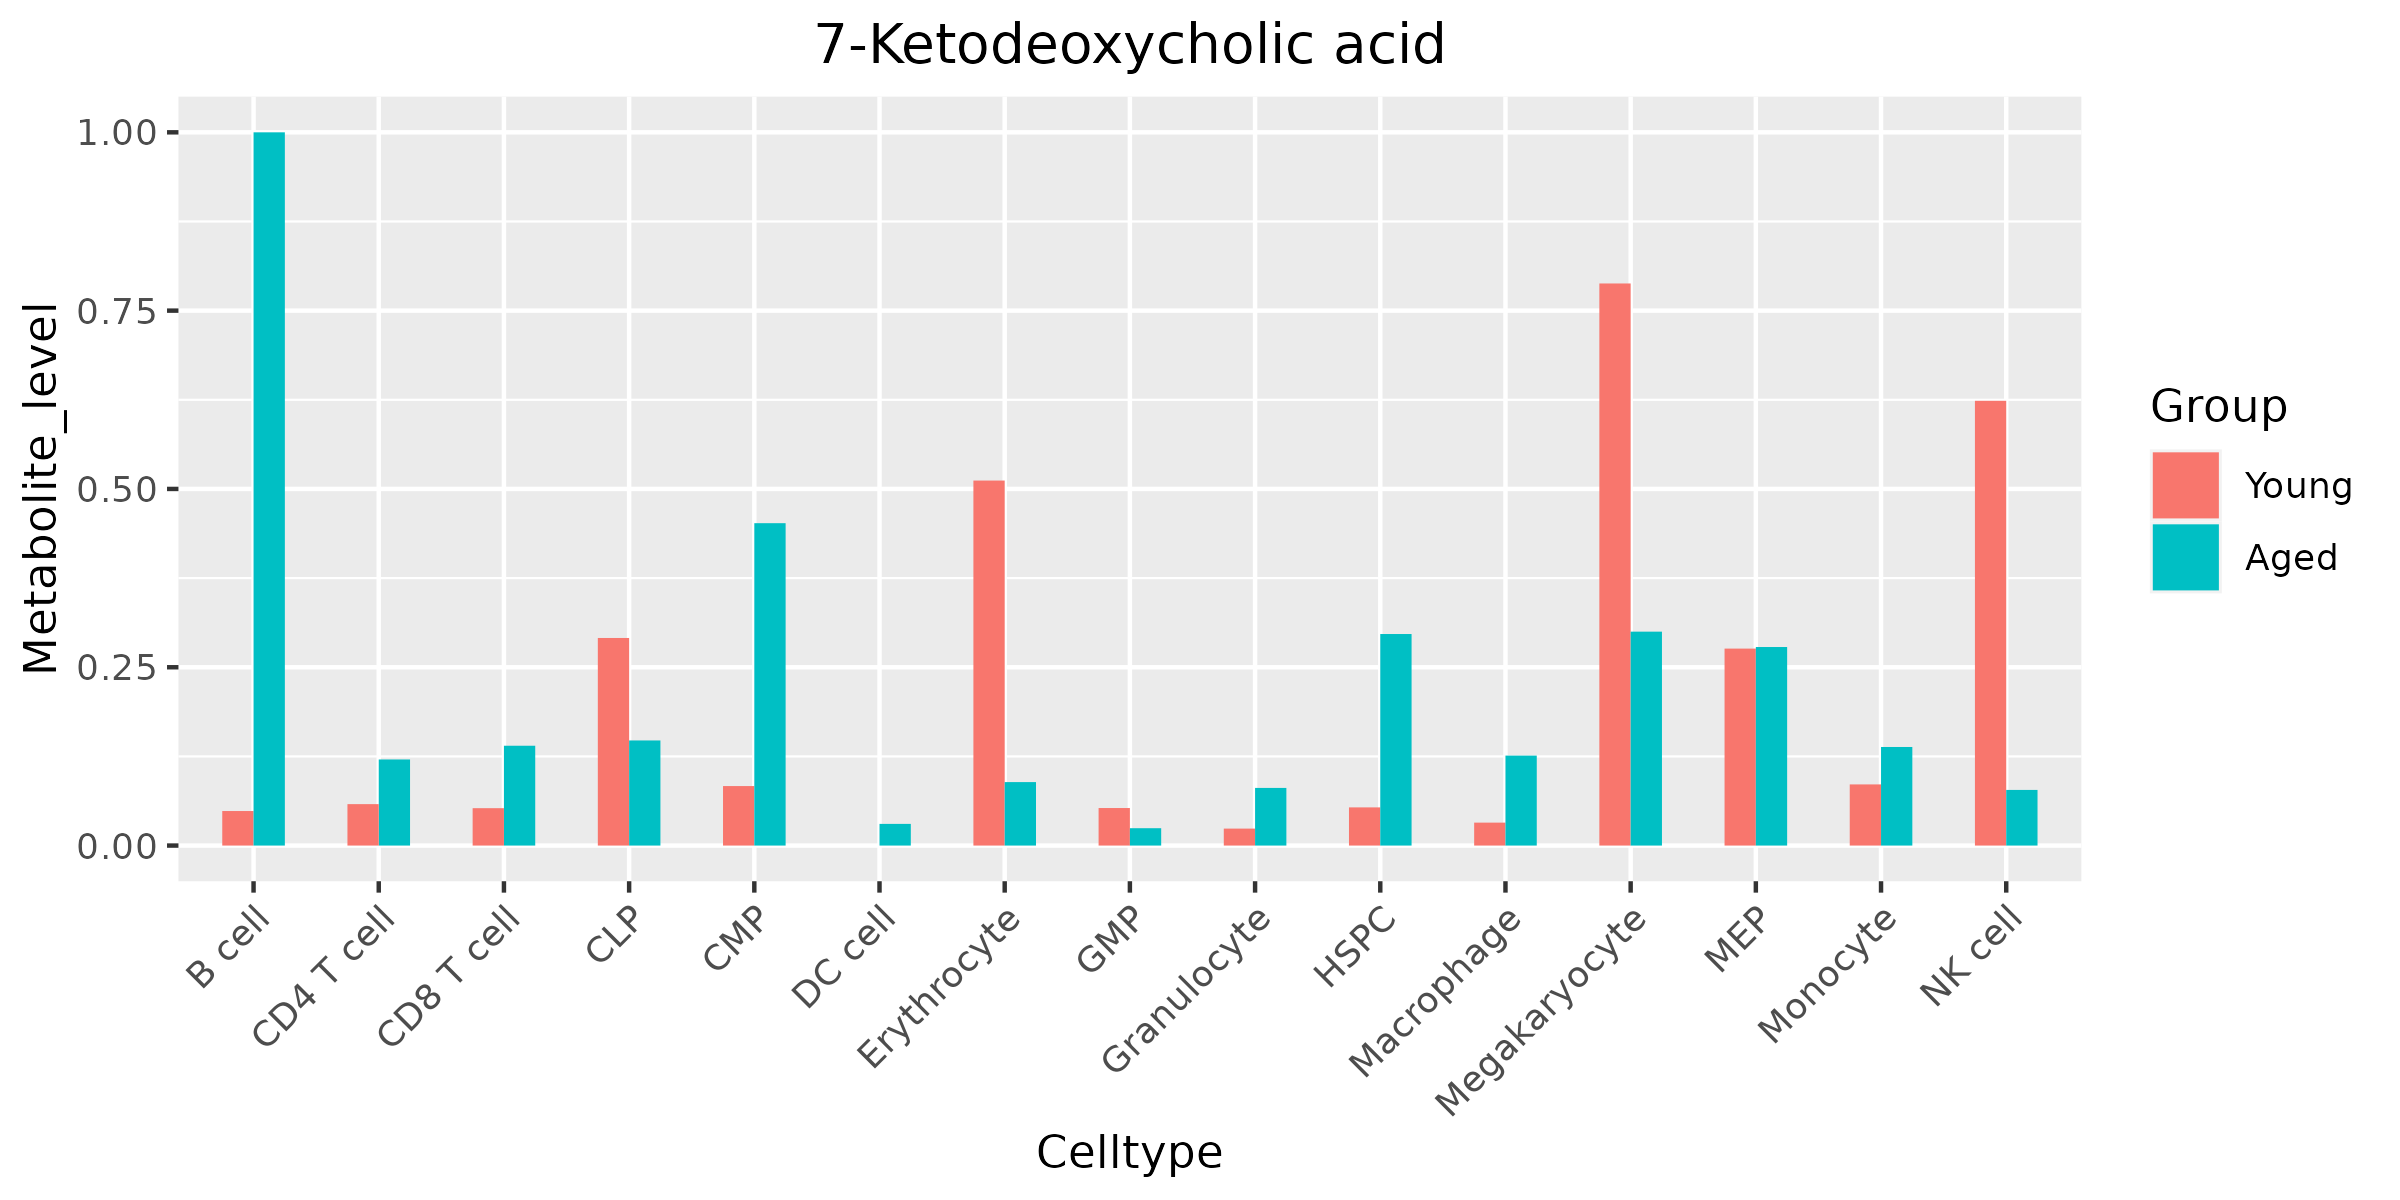 7-Ketodeoxycholic acid
Metabolite_level
1.00
0.75
0.50
0.25
0.00
B cell
CD4 T cell
CD8 T cell
CLP
CMP
DC cell
Erythrocyte
GMP
Granulocyte
HSPC
Macrophage
Megakaryocyte
MEP
Monocyte
NK cell
Celltype
Group
Young
Aged